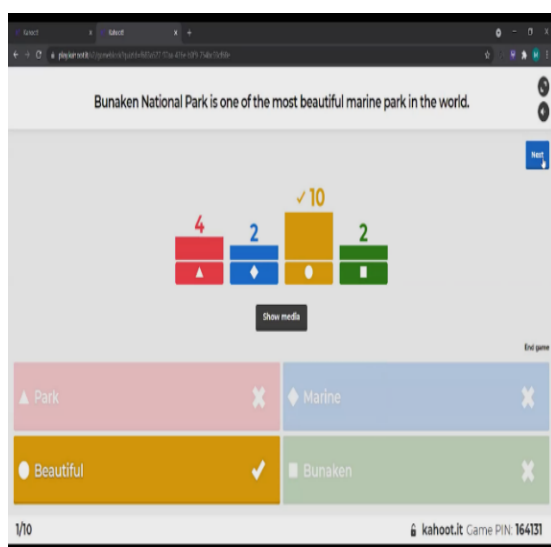 Kahoot!
Bunaken National Park is one of the most beautiful marine park in the world.
Next
4
2
10
2
Show media
End game
Park
Marine
Beautiful
Bunaken
1/10
kahoot.it Game PIN: 164131